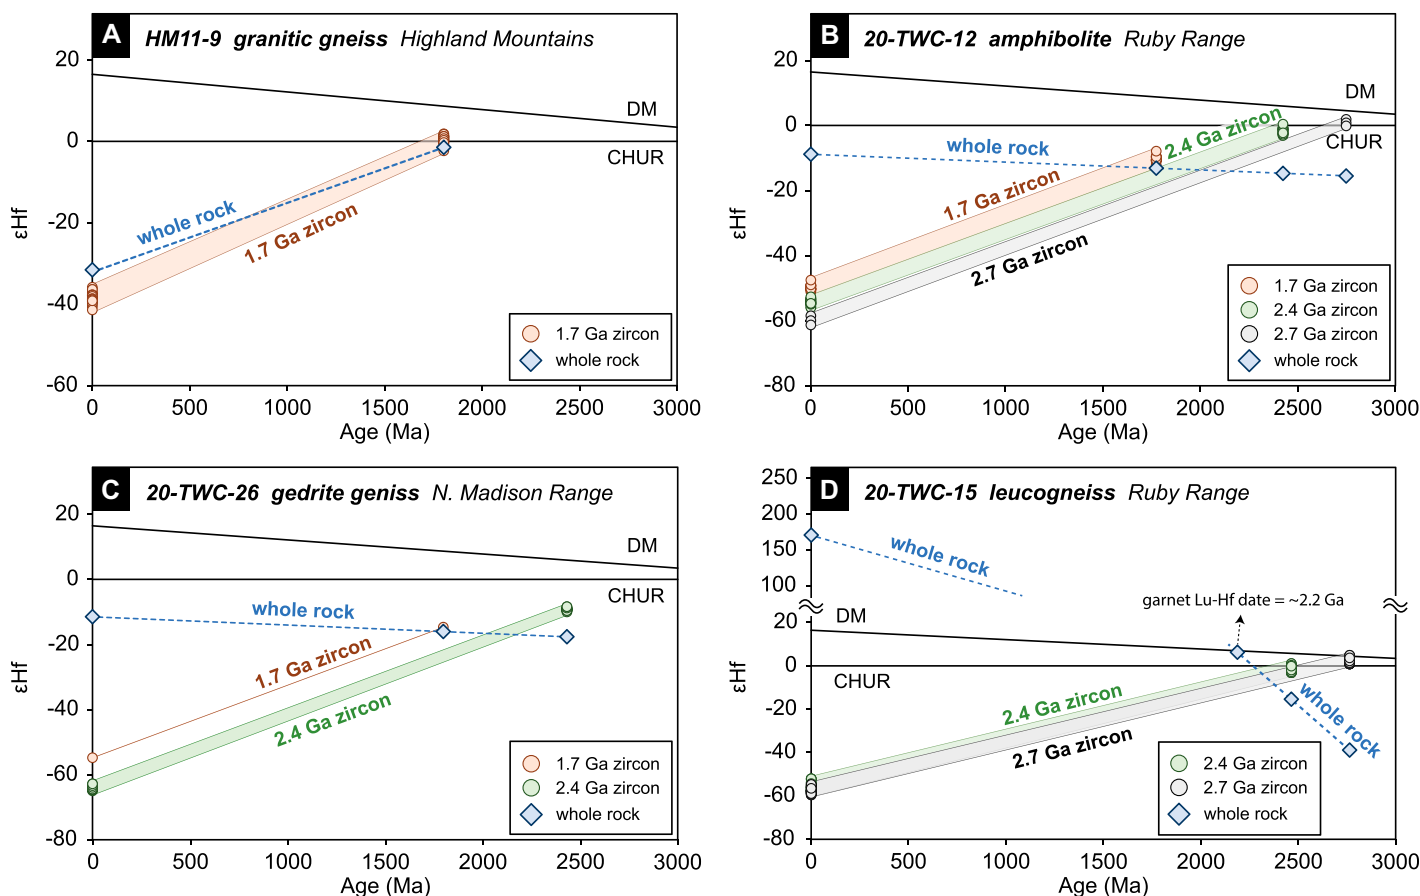 A HM11-9 granitic gneiss Highland Mountains
20
0
-20
-40
-60
εHf
DM
CHUR
whole rock
1.7 Ga zircon
1.7 Ga zircon
whole rock
0 500 1000 1500 2000 2500 3000
Age (Ma)
B 20-TWC-12 amphibolite Ruby Range
20
0
-20
-40
-60
-80
εHf
DM
CHUR
whole rock
2.4 Ga zircon
1.7 Ga zircon
2.7 Ga zircon
1.7 Ga zircon
2.4 Ga zircon
2.7 Ga zircon
whole rock
0 500 1000 1500 2000 2500 3000
Age (Ma)
C 20-TWC-26 gedrite geniss N. Madison Range
20
0
-20
-40
-60
-80
εHf
DM
CHUR
whole rock
1.7 Ga zircon
2.4 Ga zircon
1.7 Ga zircon
2.4 Ga zircon
whole rock
0 500 1000 1500 2000 2500 3000
Age (Ma)
D 20-TWC-15 leucogneiss Ruby Range
250
200
150
100
20
0
-20
-40
-60
-80
εHf
whole rock
garnet Lu-Hf date = ~2.2 Ga
DM
CHUR
whole rock
2.4 Ga zircon
2.7 Ga zircon
2.4 Ga zircon
2.7 Ga zircon
whole rock
0 500 1000 1500 2000 2500 3000
Age (Ma)